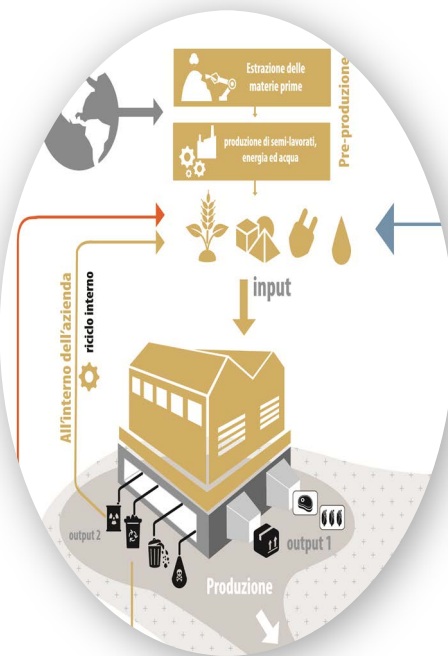 Estrazione delle
materie prime
produzione di semi-lavorati,
energia ed acqua
Pre-produzione
input
All'interno dell'azienda
riciclo interno
output 2
output 1
Produzione